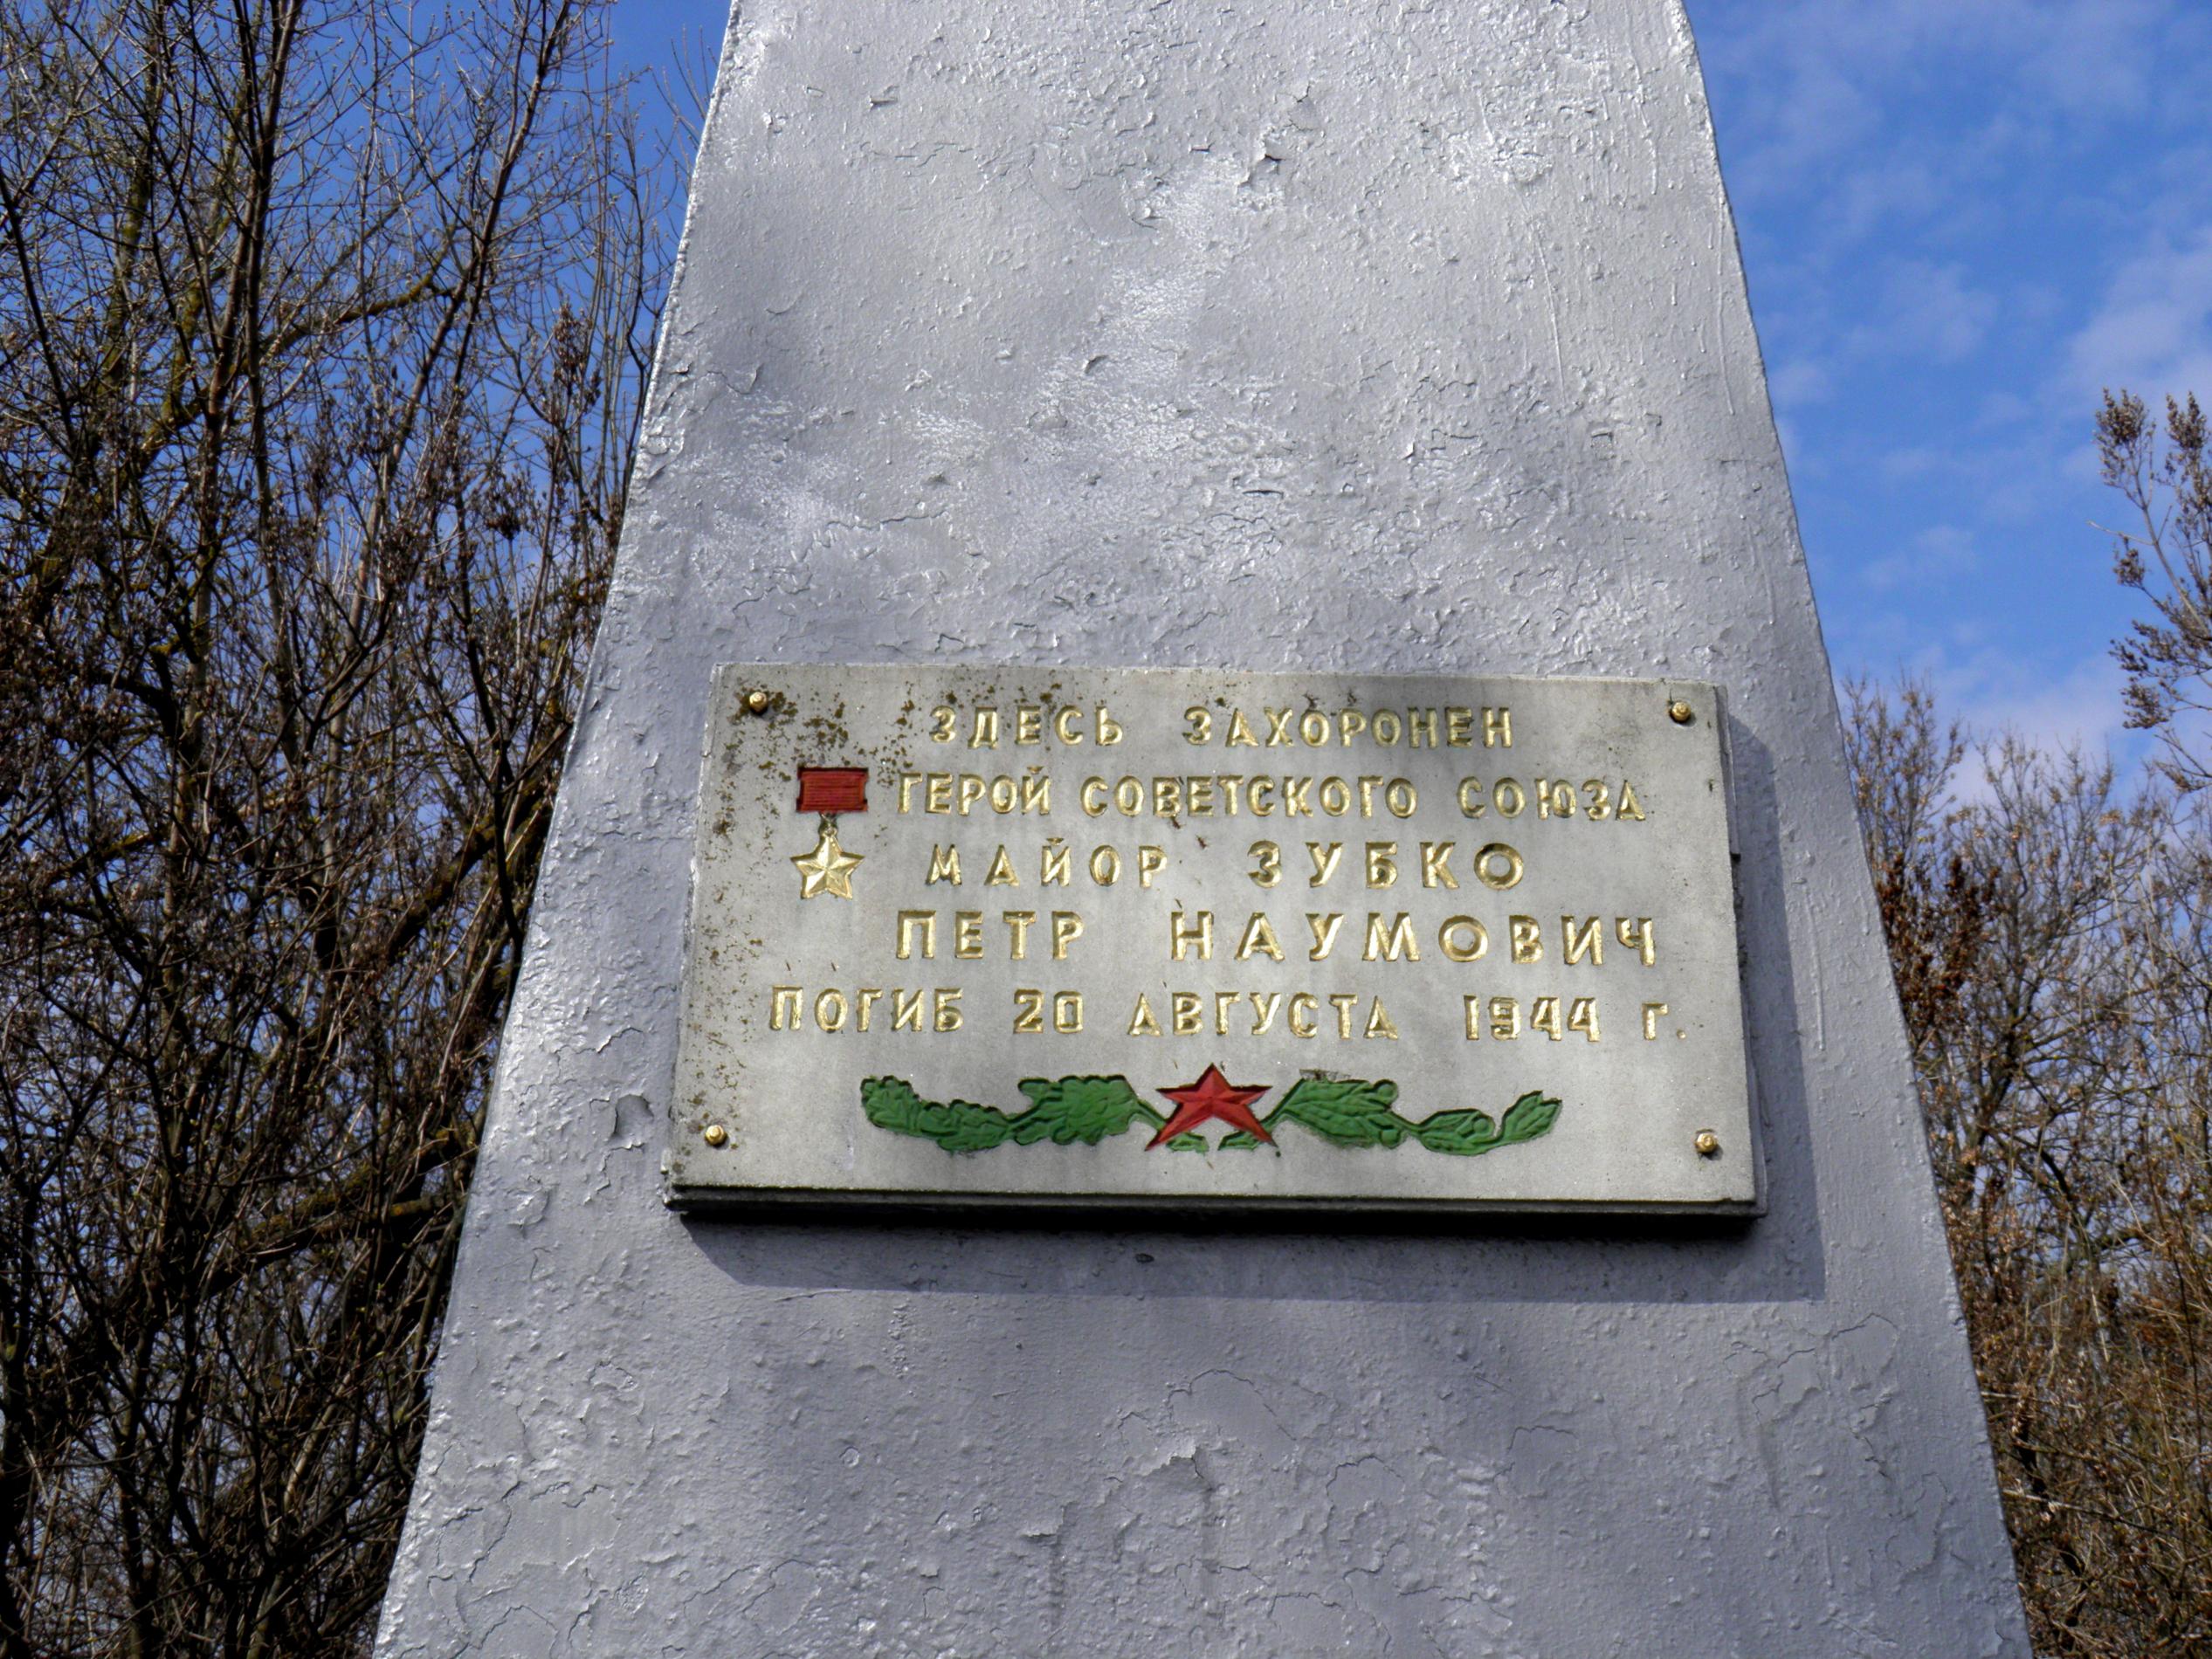 ЗДЕСЬ ЗАХОРОНЕН
ГЕРОЙ СОВЕТСКОГО СОЮЗА
МАЙОР ЗУБКО
ПЕТР НАУМОВИЧ
ПОГИБ 20 АВГУСТА 1944 г.